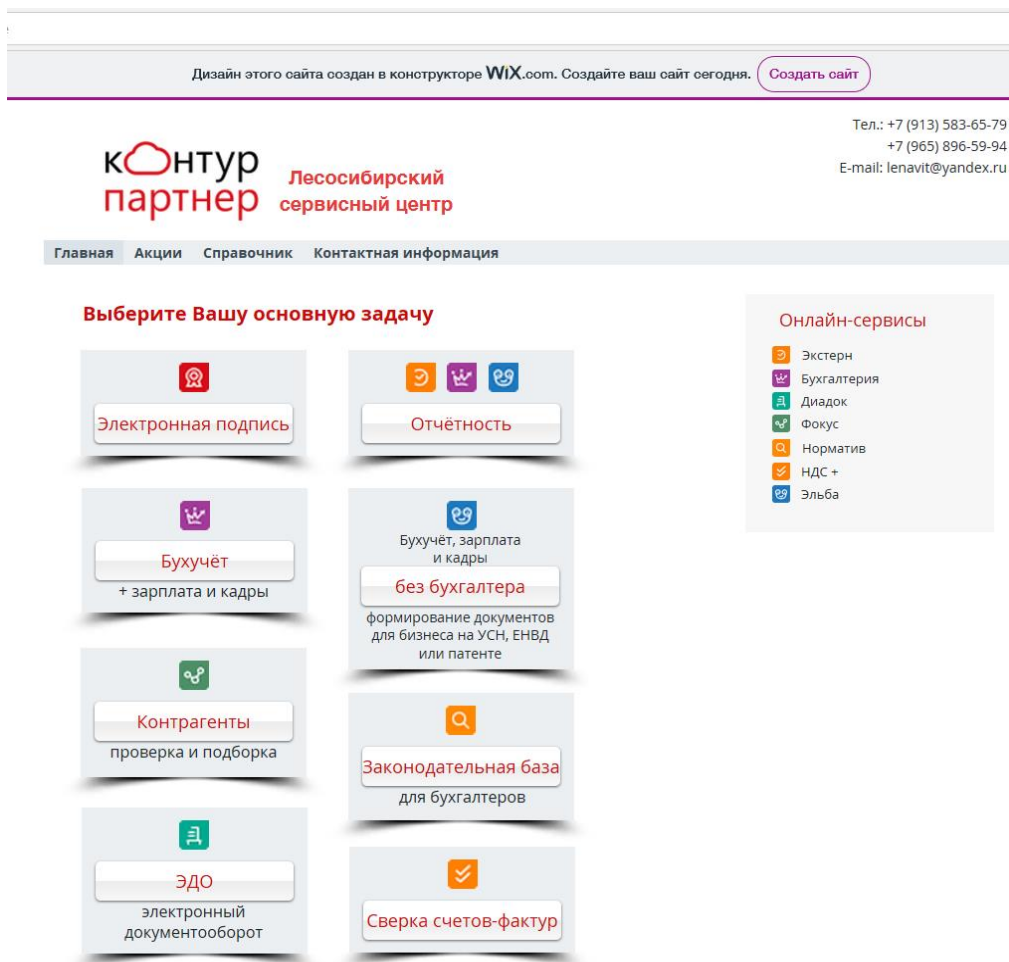 Дизайн этого сайта создан в конструкторе WiX.com. Создайте ваш сайт сегодня. Создать сайт
Тел.: +7 (913) 583-65-79
+7 (965) 896-59-94
E-mail: lenavit@yandex.ru
контур
партнер
Лесосибирский
сервисный центр
Главная Акции Справочник Контактная информация
Выберите Вашу основную задачу
Электронная подпись
Отчётность
Бухучёт
+ зарплата и кадры
Бухучёт, зарплата
и кадры
без бухгалтера
формирование документов
для бизнеса на УСН, ЕНВД
или патенте
Контрагенты
проверка и подборка
Законодательная база
для бухгалтеров
ЭДО
электронный
документооборот
Сверка счетов-фактур
Онлайн-сервисы
Экстерн
Бухгалтерия
Диадок
Фокус
Норматив
НДС +
Эльба